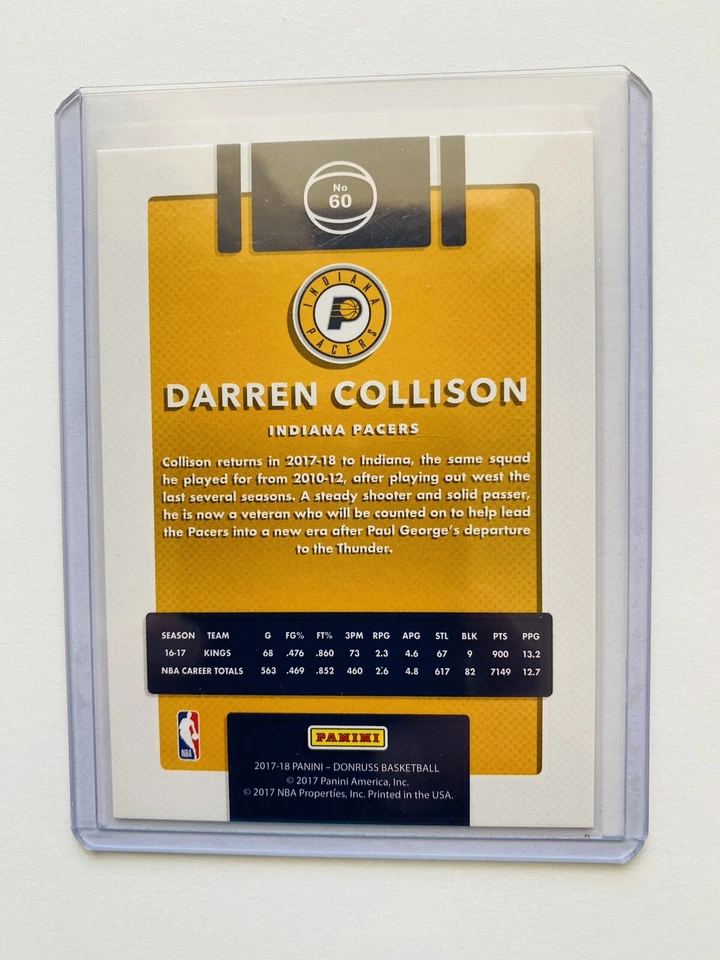 No
60
INDIANA
P
PACERS
DARREN COLLISON
INDIANA PACERS
Collison returns in 2017-18 to Indiana, the same squad
he played for from 2010-12, after playing out west the
last several seasons. A steady shooter and solid passer,
he is now a veteran who will be counted on to help lead
the Pacers into a new era after Paul George's departure
to the Thunder.
SEASON TEAM G FG% FT% 3PM RPG APG STL BLK PTS PPG
16-17 KINGS 68 .476 .860 73 2.3 4.6 67 9 900 13.2
NBA CAREER TOTALS 563 .469 .852 460 2.6 4.8 617 82 7149 12.7
NBA
PANINI
2017-18 PANINI – DONRUSS BASKETBALL
© 2017 Panini America, Inc.
© 2017 NBA Properties, Inc. Printed in the USA.